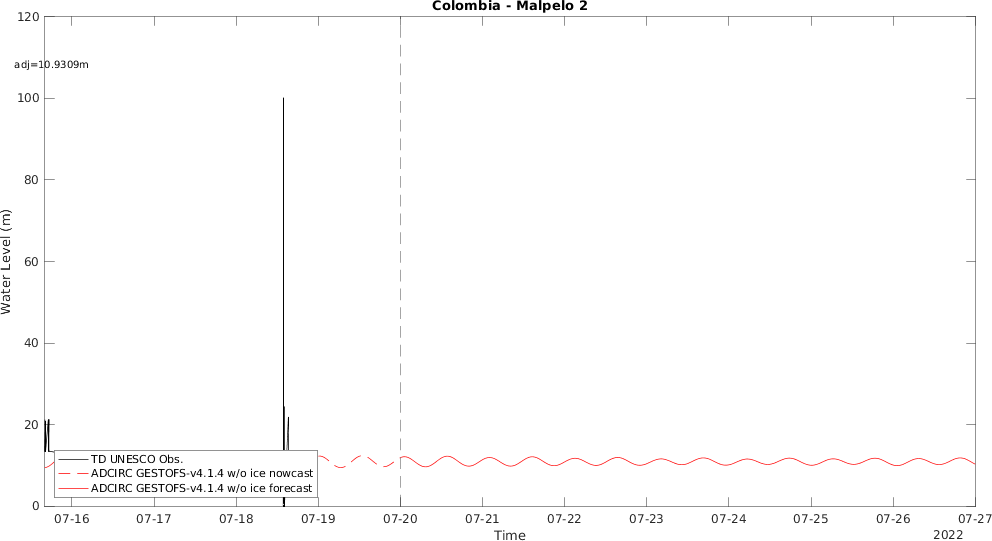 Colombia - Malpelo 2
120
adj=10.9309m
100
80
60
40
20
0
Water Level (m)
TD UNESCO Obs.
ADCIRC GESTOFS-v4.1.4 w/o ice nowcast
ADCIRC GESTOFS-v4.1.4 w/o ice forecast
07-16 07-17 07-18 07-19 07-20 07-21 07-22 07-23 07-24 07-25 07-26 07-27
Time
2022